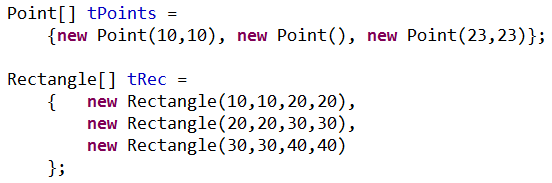 Point[] tPoints =
{new Point(10,10), new Point(), new Point(23,23)};
Rectangle[] tRec =
{   new Rectangle(10,10,20,20),
new Rectangle(20,20,30,30),
new Rectangle(30,30,40,40)
};